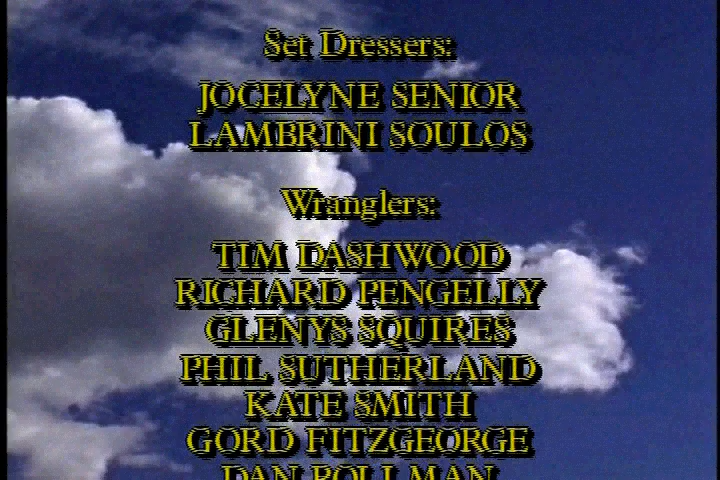 Set Dressers:
JOCELYNE SENIOR
LAMBRINI SOULOS
Wranglers:
TIM DASHWOOD
RICHARD PENGELLY
GLENYS SQUIRES
PHIL SUTHERLAND
KATE SMITH
GORD FITZGEORGE
DAN